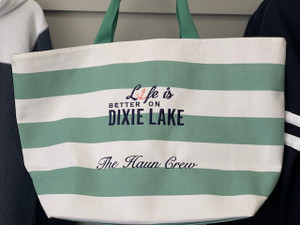 Life is
BETTER ON
DIXIE LAKE
The Haun Crew